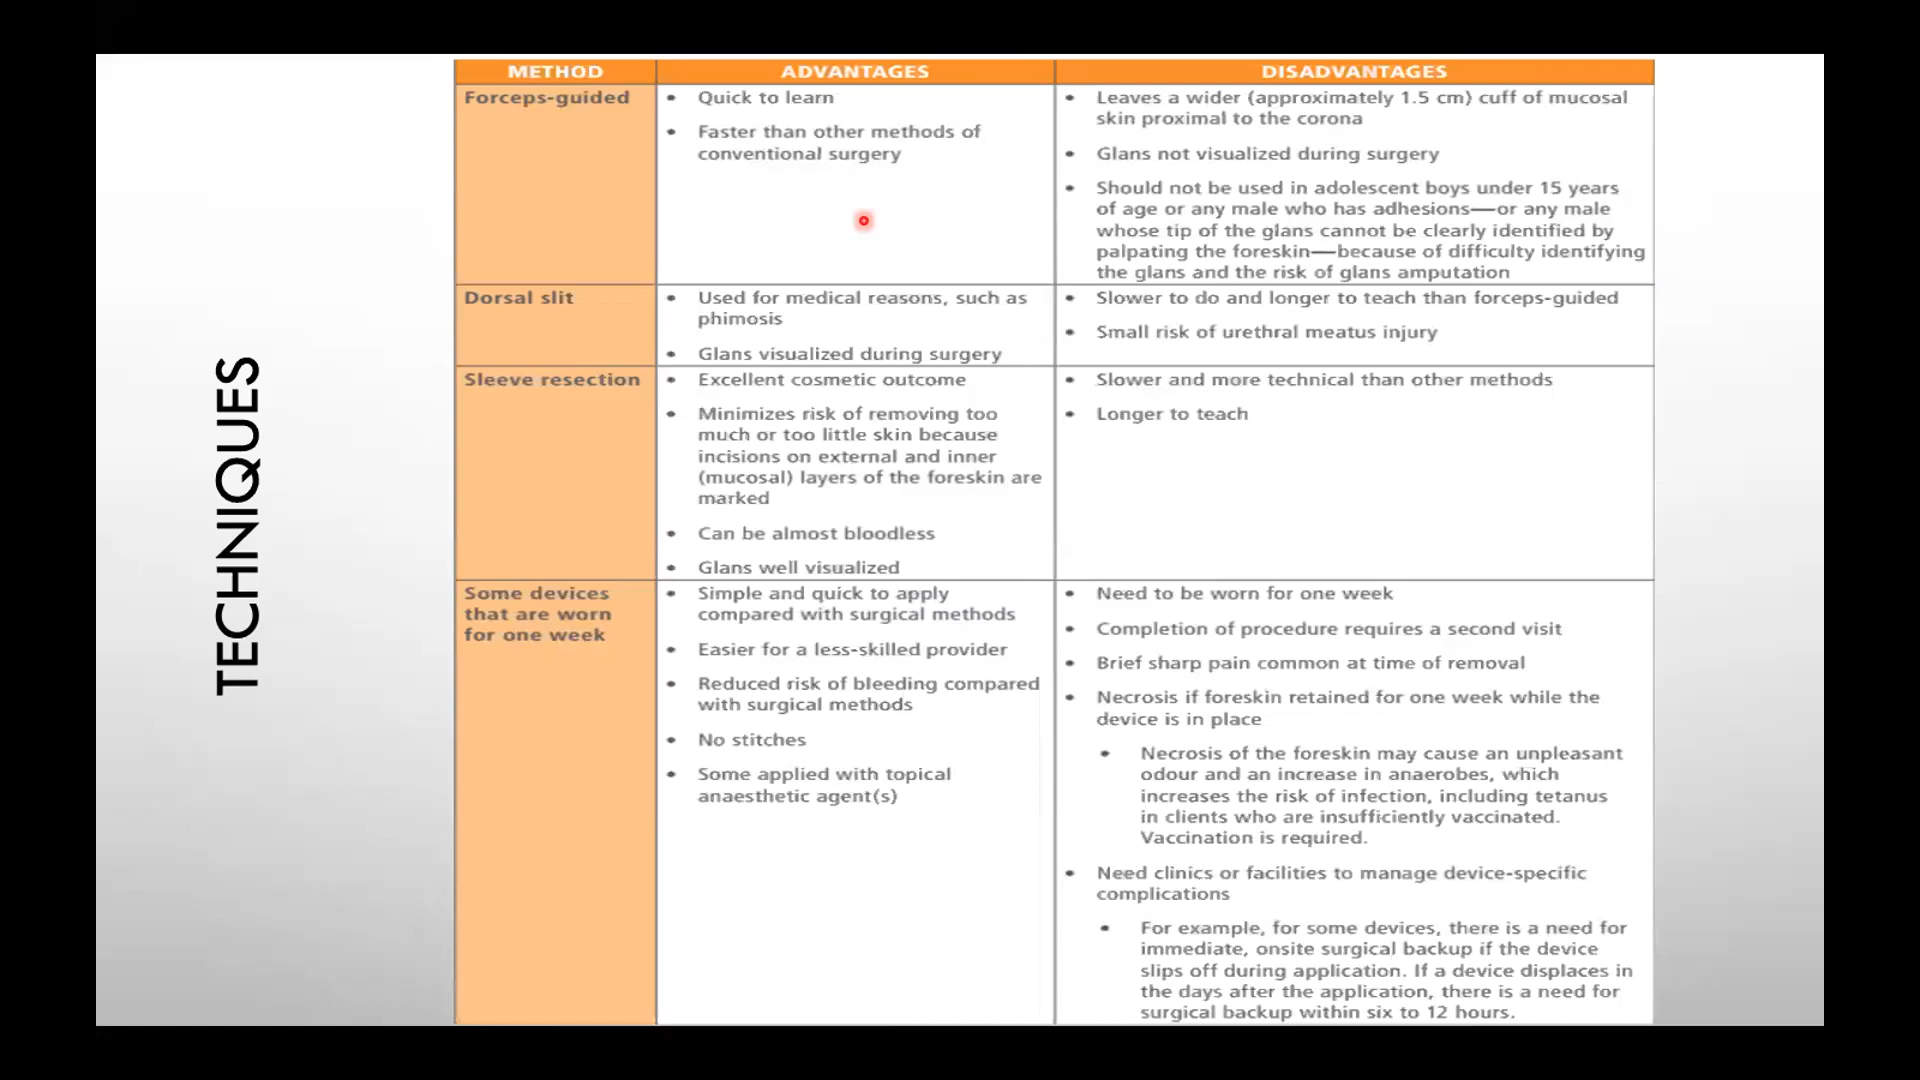 TECHNIQUES
METHOD
ADVANTAGES
DISADVANTAGES
Forceps-guided
• Quick to learn
• Faster than other methods of
conventional surgery
• Leaves a wider (approximately 1.5 cm) cuff of mucosal
skin proximal to the corona
• Glans not visualized during surgery
• Should not be used in adolescent boys under 15 years
of age or any male who has adhesions—or any male
whose tip of the glans cannot be clearly identified by
palpating the foreskin—because of difficulty identifying
the glans and the risk of glans amputation
Dorsal slit
• Used for medical reasons, such as
phimosis
• Glans visualized during surgery
• Slower to do and longer to teach than forceps-guided
• Small risk of urethral meatus injury
Sleeve resection
• Excellent cosmetic outcome
• Minimizes risk of removing too
much or too little skin because
incisions on external and inner
(mucosal) layers of the foreskin are
marked
• Can be almost bloodless
• Glans well visualized
• Slower and more technical than other methods
• Longer to teach
Some devices
that are worn
for one week
• Simple and quick to apply
compared with surgical methods
• Easier for a less-skilled provider
• Reduced risk of bleeding compared
with surgical methods
• No stitches
• Some applied with topical
anaesthetic agent(s)
• Need to be worn for one week
• Completion of procedure requires a second visit
• Brief sharp pain common at time of removal
• Necrosis if foreskin retained for one week while the
device is in place
• Necrosis of the foreskin may cause an unpleasant
odour and an increase in anaerobes, which
increases the risk of infection, including tetanus
in clients who are insufficiently vaccinated.
Vaccination is required.
• Need clinics or facilities to manage device-specific
complications
• For example, for some devices, there is a need for
immediate, onsite surgical backup if the device
slips off during application. If a device displaces in
the days after the application, there is a need for
surgical backup within six to 12 hours.